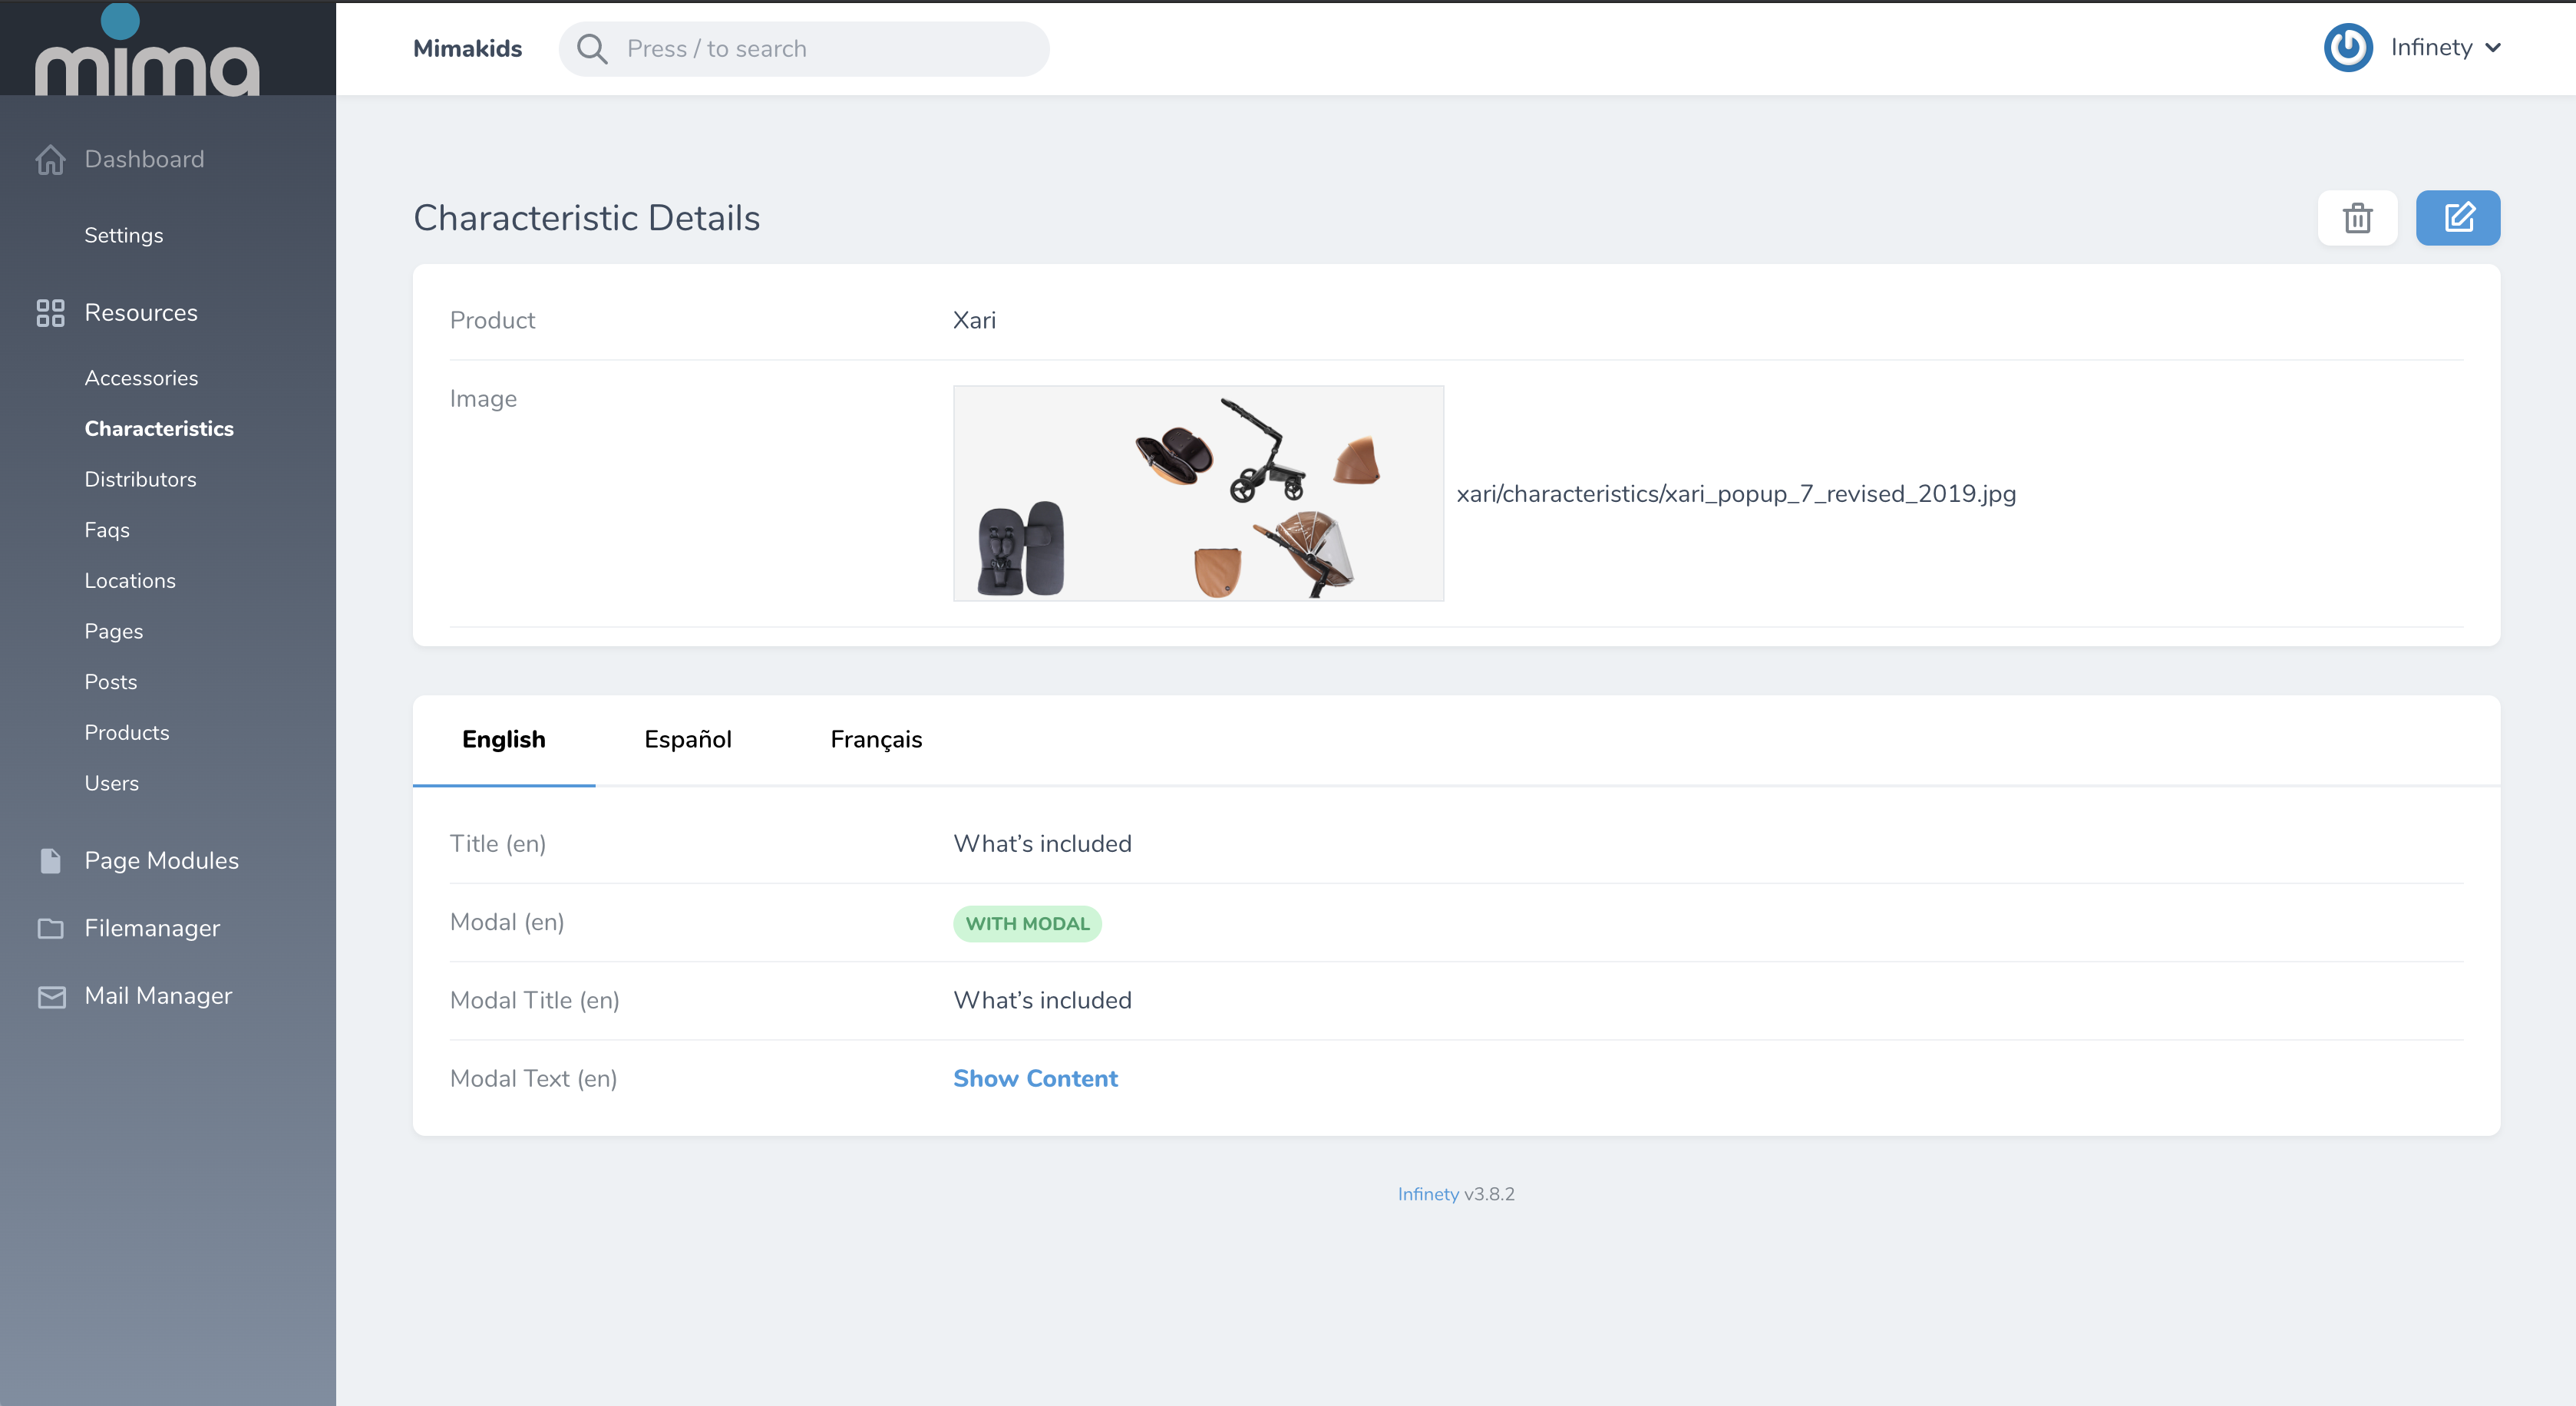 mima
Mimakids
Press / to search
Infinety
Dashboard
Settings
Resources
Accessories
Characteristics
Distributors
Faqs
Locations
Pages
Posts
Products
Users
Page Modules
Filemanager
Mail Manager
Characteristic Details
Product Xari
Image xari/characteristics/xari_popup_7_revised_2019.jpg
English Español Français
Title (en) What’s included
Modal (en) WITH MODAL
Modal Title (en) What’s included
Modal Text (en) Show Content
Infinety v3.8.2